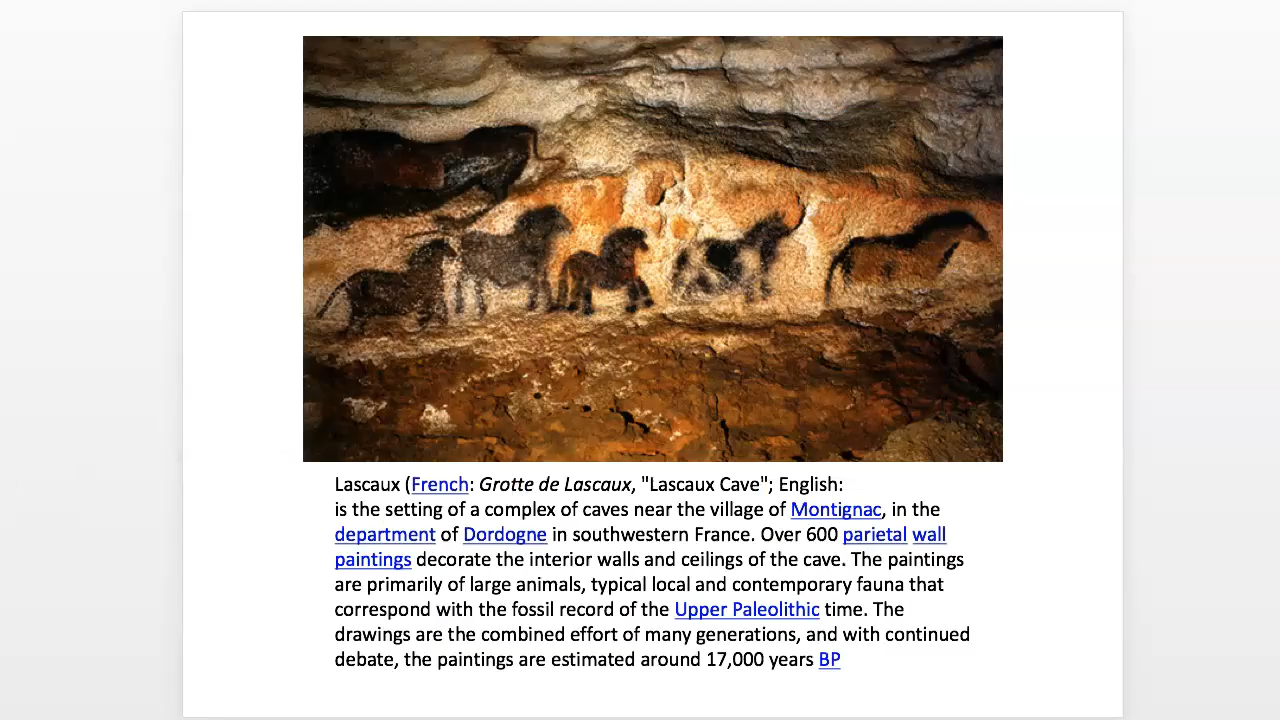 Lascaux (French: Grotte de Lascaux, "Lascaux Cave"; English:
is the setting of a complex of caves near the village of Montignac, in the
department of Dordogne in southwestern France. Over 600 parietal wall
paintings decorate the interior walls and ceilings of the cave. The paintings
are primarily of large animals, typical local and contemporary fauna that
correspond with the fossil record of the Upper Paleolithic time. The
drawings are the combined effort of many generations, and with continued
debate, the paintings are estimated around 17,000 years BP